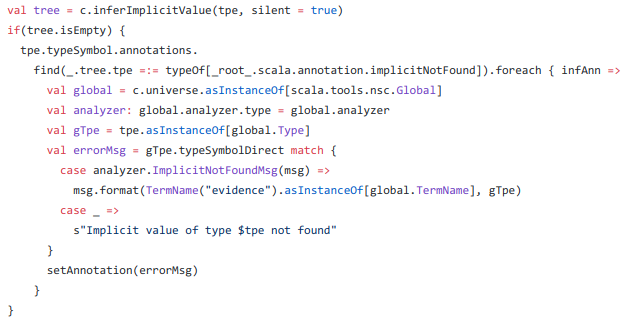 val tree = c.inferImplicitValue(tpe, silent = true)
if(tree.isEmpty) {
  tpe.typeSymbol.annotations.
    find(_.tree.tpe =:= typeOf[_root_.scala.annotation.implicitNotFound]).foreach { infAnn =>
      val global = c.universe.asInstanceOf[scala.tools.nsc.Global]
      val analyzer: global.analyzer.type = global.analyzer
      val gTpe = tpe.asInstanceOf[global.Type]
      val errorMsg = gTpe.typeSymbolDirect match {
        case analyzer.ImplicitNotFoundMsg(msg) =>
          msg.format(TermName("evidence").asInstanceOf[global.TermName], gTpe)
        case _ =>
          s"Implicit value of type $tpe not found"
      }
      setAnnotation(errorMsg)
    }
}